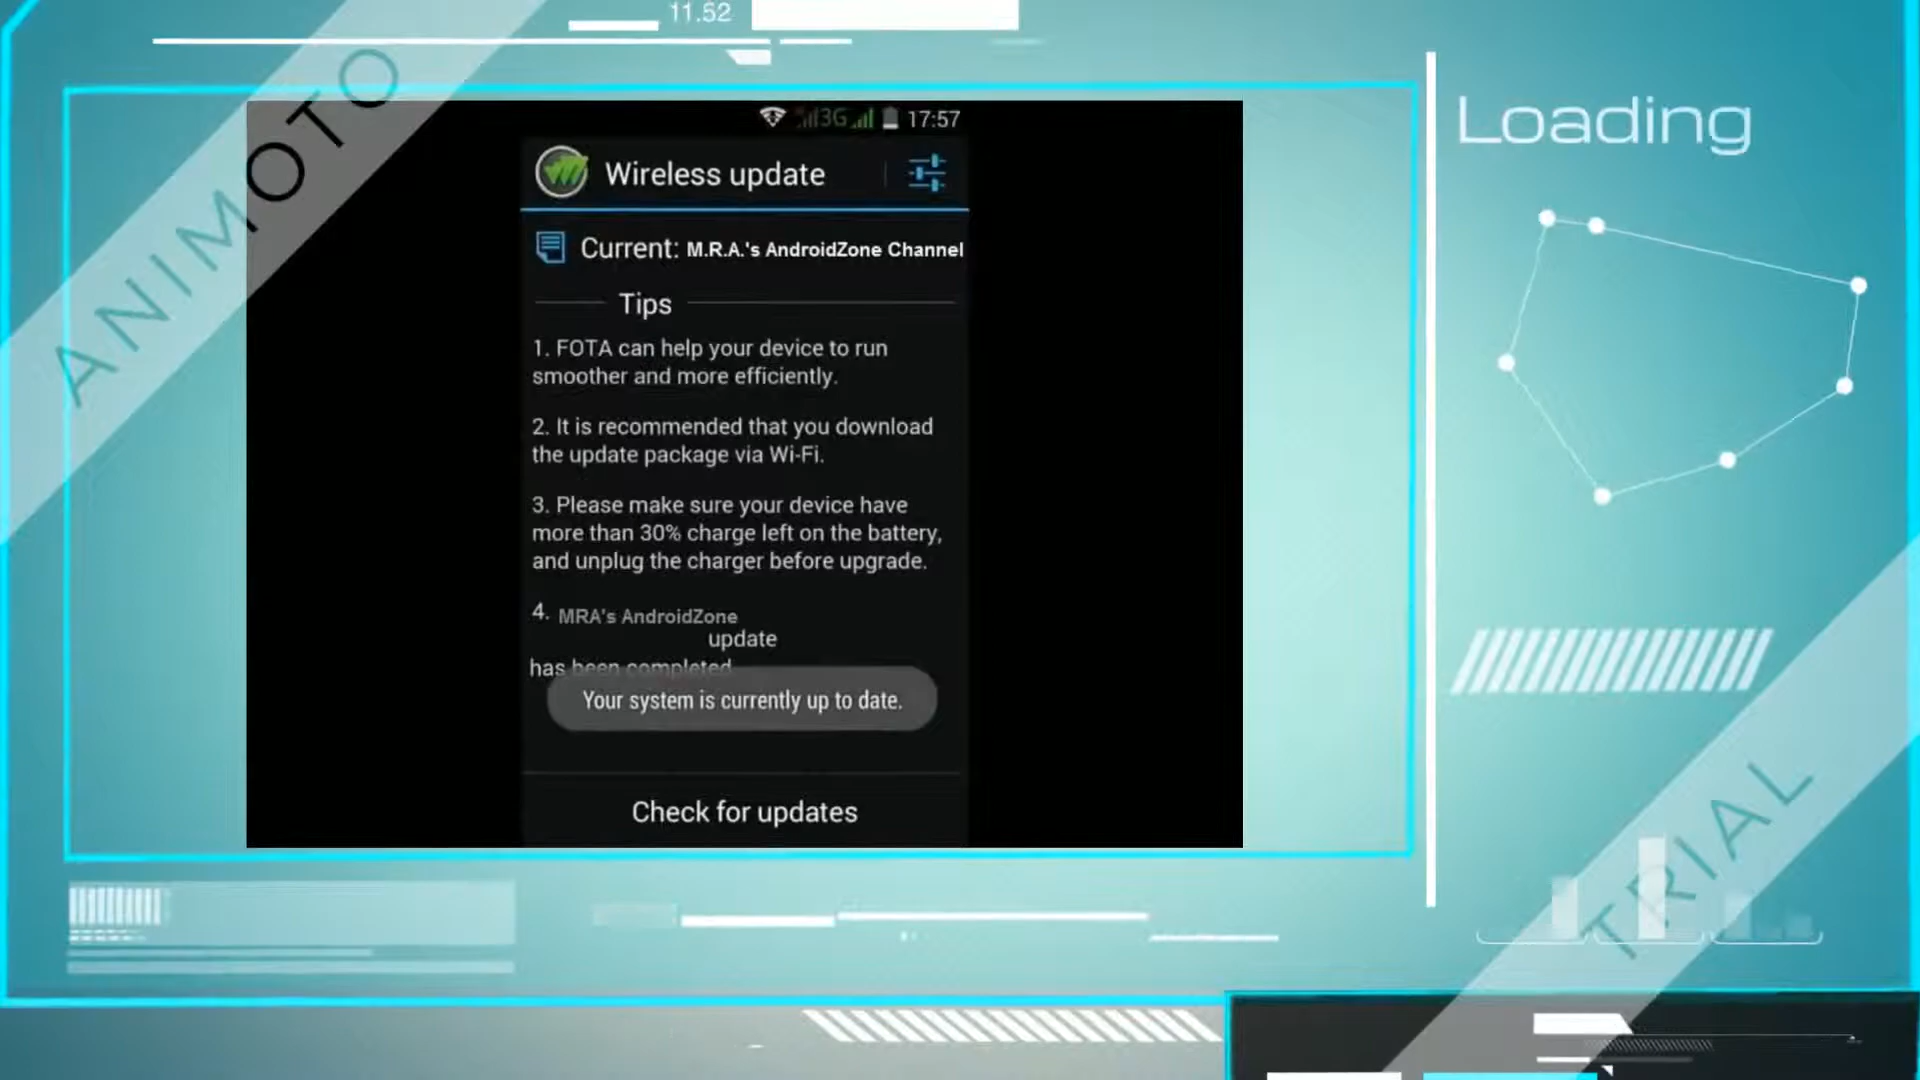 11.52
ANIMOTO
Loading
3G 17:57
Wireless update
Current: M.R.A.'s AndroidZone Channel
Tips
1. FOTA can help your device to run
smoother and more efficiently.
2. It is recommended that you download
the update package via Wi-Fi.
3. Please make sure your device have
more than 30% charge left on the battery,
and unplug the charger before upgrade.
4. MRA's AndroidZone
update
has been completed
Your system is currently up to date.
Check for updates
TRIAL